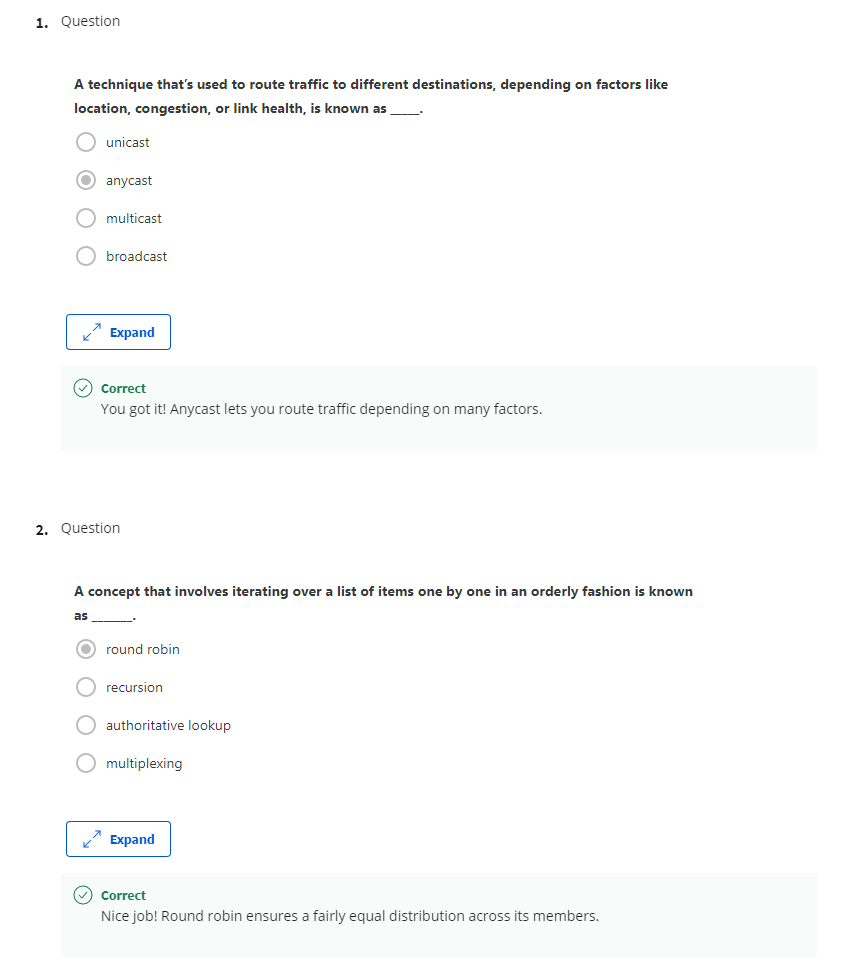 1. Question
A technique that's used to route traffic to different destinations, depending on factors like
location, congestion, or link health, is known as _____.
unicast
anycast
multicast
broadcast
Expand
Correct
You got it! Anycast lets you route traffic depending on many factors.
2. Question
A concept that involves iterating over a list of items one by one in an orderly fashion is known
as _______.
round robin
recursion
authoritative lookup
multiplexing
Expand
Correct
Nice job! Round robin ensures a fairly equal distribution across its members.